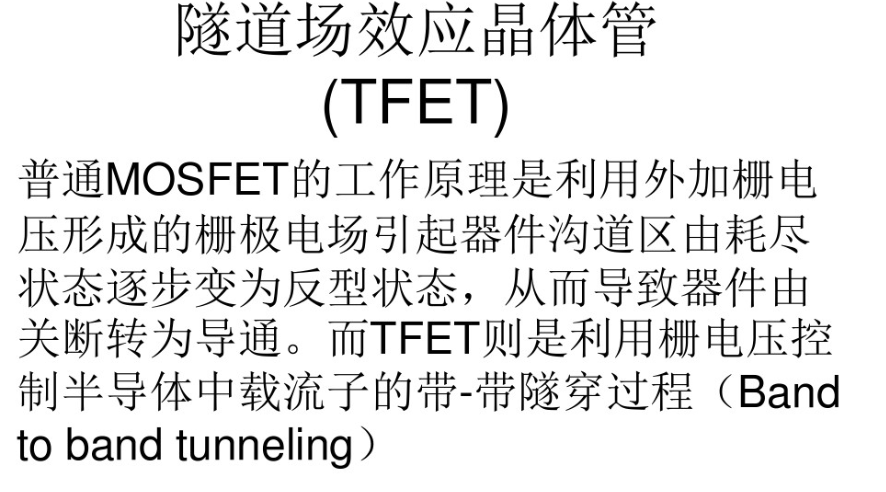 隧道场效应晶体管
(TFET)
普通MOSFET的工作原理是利用外加栅电
压形成的栅极电场引起器件沟道区由耗尽
状态逐步变为反型状态，从而导致器件由
关断转为导通。而TFET则是利用栅电压控
制半导体中载流子的带-带隧穿过程（Band
to band tunneling）